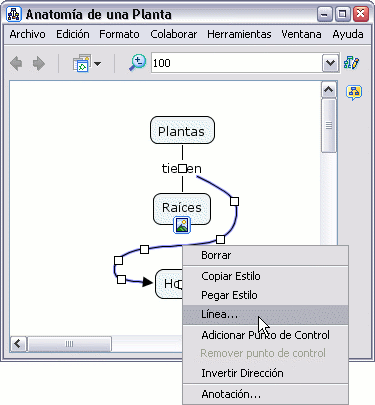 Anatomía de una Planta
Archivo Edición Formato Colaborar Herramientas Ventana Ayuda
100
Plantas
tienen
Raíces
Borrar
Copiar Estilo
Pegar Estilo
Línea...
Adicionar Punto de Control
Remover punto de control
Invertir Dirección
Anotación...